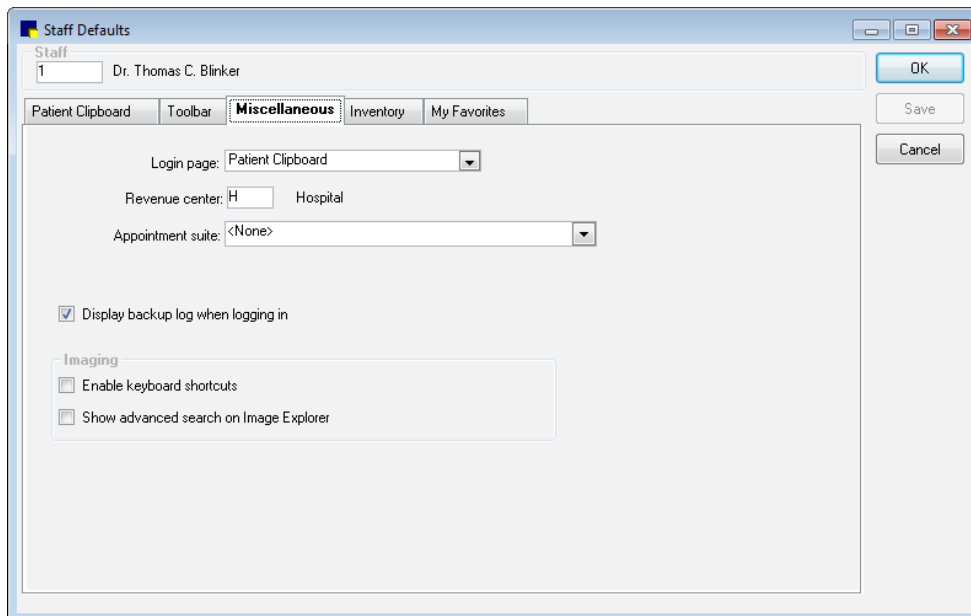 Staff Defaults
Staff
1 Dr. Thomas C. Blinker
OK
Save
Cancel
Patient Clipboard Toolbar Miscellaneous Inventory My Favorites
Login page: Patient Clipboard
Revenue center: H Hospital
Appointment suite: <None>
Display backup log when logging in
Imaging
Enable keyboard shortcuts
Show advanced search on Image Explorer